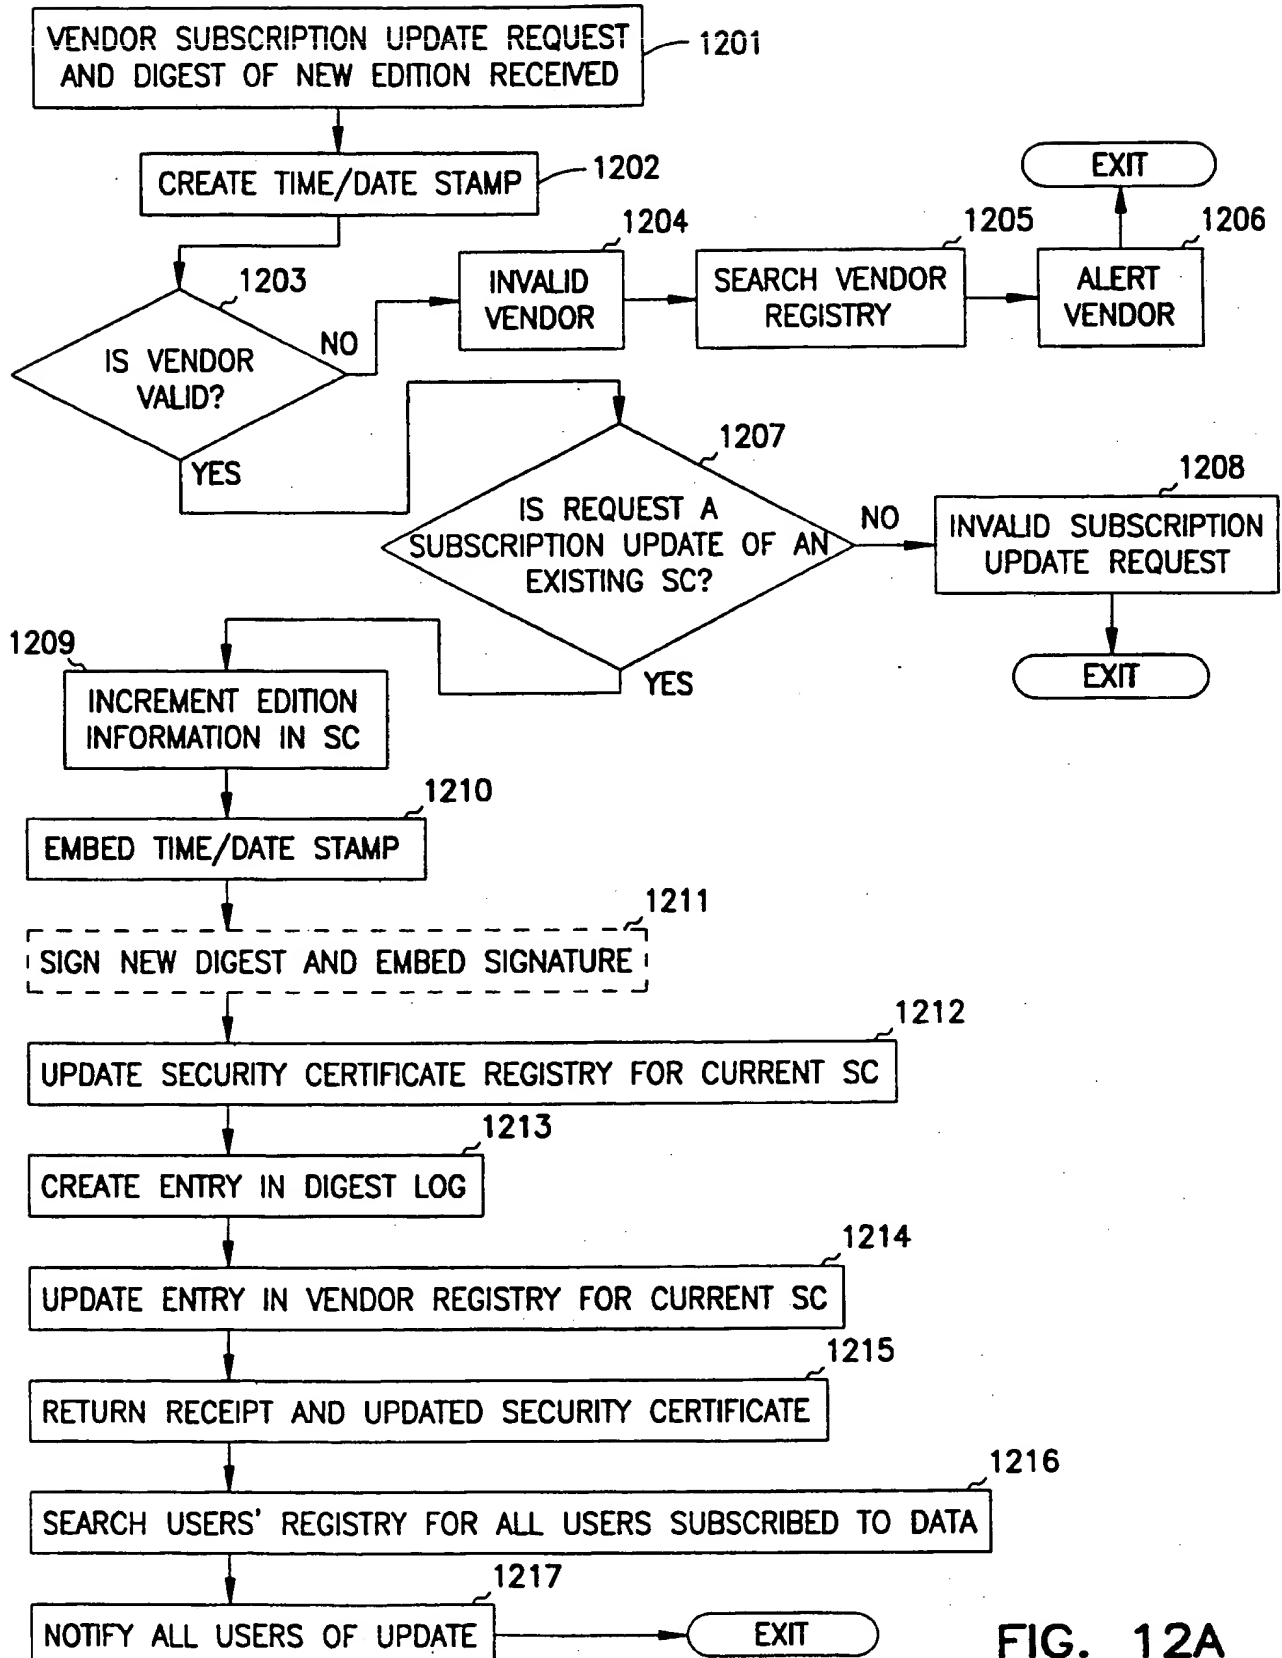 VENDOR SUBSCRIPTION UPDATE REQUEST
AND DIGEST OF NEW EDITION RECEIVED
1201
CREATE TIME/DATE STAMP
1202
1203
IS VENDOR
VALID?
NO
YES
1204
INVALID
VENDOR
1205
SEARCH VENDOR
REGISTRY
1206
ALERT
VENDOR
EXIT
1207
IS REQUEST A
SUBSCRIPTION UPDATE OF AN
EXISTING SC?
NO
YES
1208
INVALID SUBSCRIPTION
UPDATE REQUEST
EXIT
1209
INCREMENT EDITION
INFORMATION IN SC
1210
EMBED TIME/DATE STAMP
1211
SIGN NEW DIGEST AND EMBED SIGNATURE
1212
UPDATE SECURITY CERTIFICATE REGISTRY FOR CURRENT SC
1213
CREATE ENTRY IN DIGEST LOG
1214
UPDATE ENTRY IN VENDOR REGISTRY FOR CURRENT SC
1215
RETURN RECEIPT AND UPDATED SECURITY CERTIFICATE
1216
SEARCH USERS' REGISTRY FOR ALL USERS SUBSCRIBED TO DATA
1217
NOTIFY ALL USERS OF UPDATE
EXIT
FIG. 12A